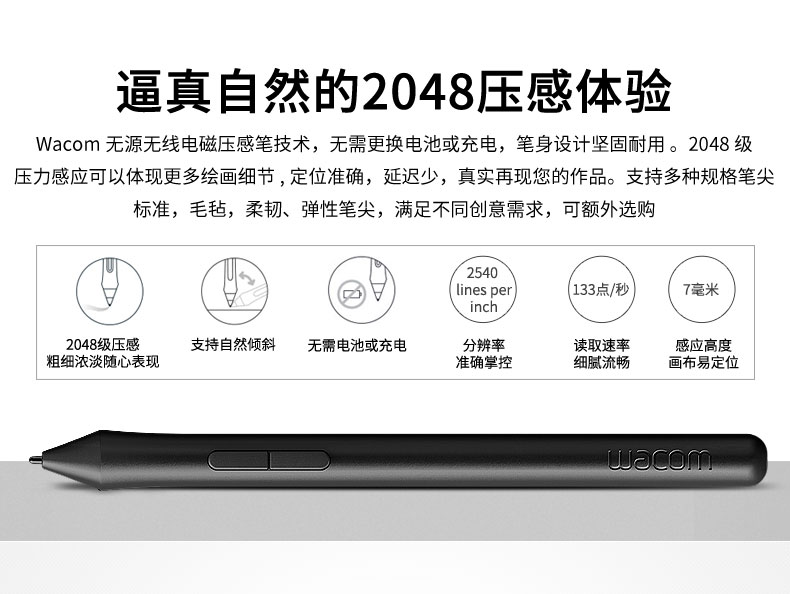 逼真自然的2048压感体验
Wacom 无源无线电磁压感笔技术，无需更换电池或充电，笔身设计坚固耐用 。2048 级
压力感应可以体现更多绘画细节 , 定位准确，延迟少，真实再现您的作品。支持多种规格笔尖
标准，毛毡，柔韧、弹性笔尖，满足不同创意需求，可额外选购
2048级压感
粗细浓淡随心表现
支持自然倾斜
无需电池或充电
2540
lines per
inch
分辨率
准确掌控
133点/秒
读取速率
细腻流畅
7毫米
感应高度
画布易定位
wacom